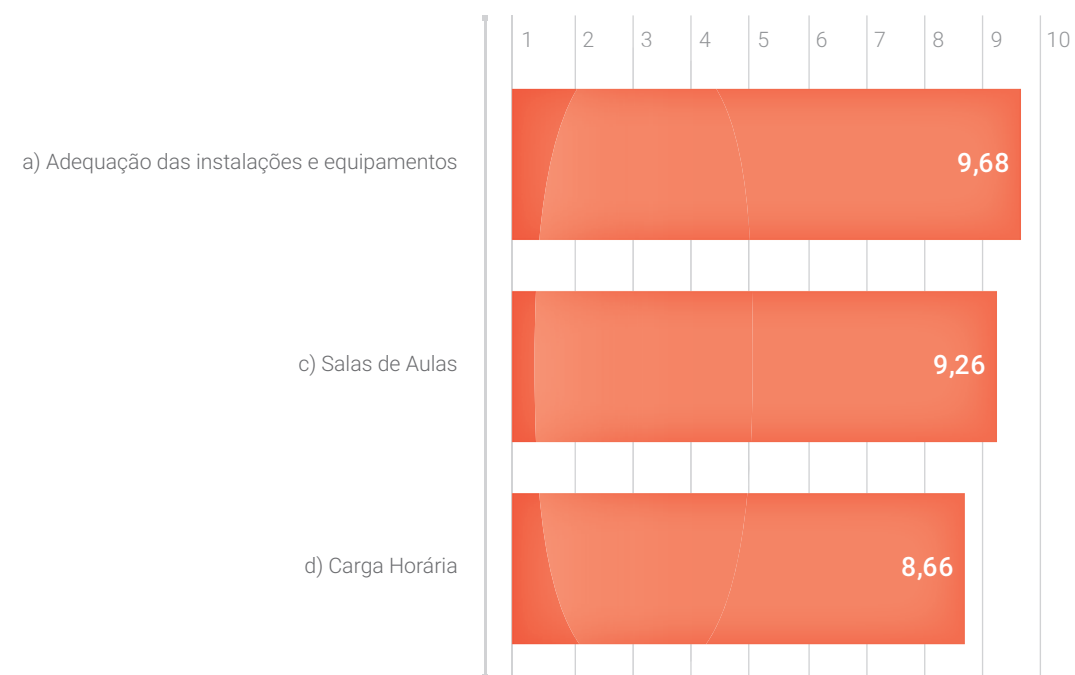 1 2 3 4 5 6 7 8 9 10
a) Adequação das instalações e equipamentos 9,68
c) Salas de Aulas 9,26
d) Carga Horária 8,66